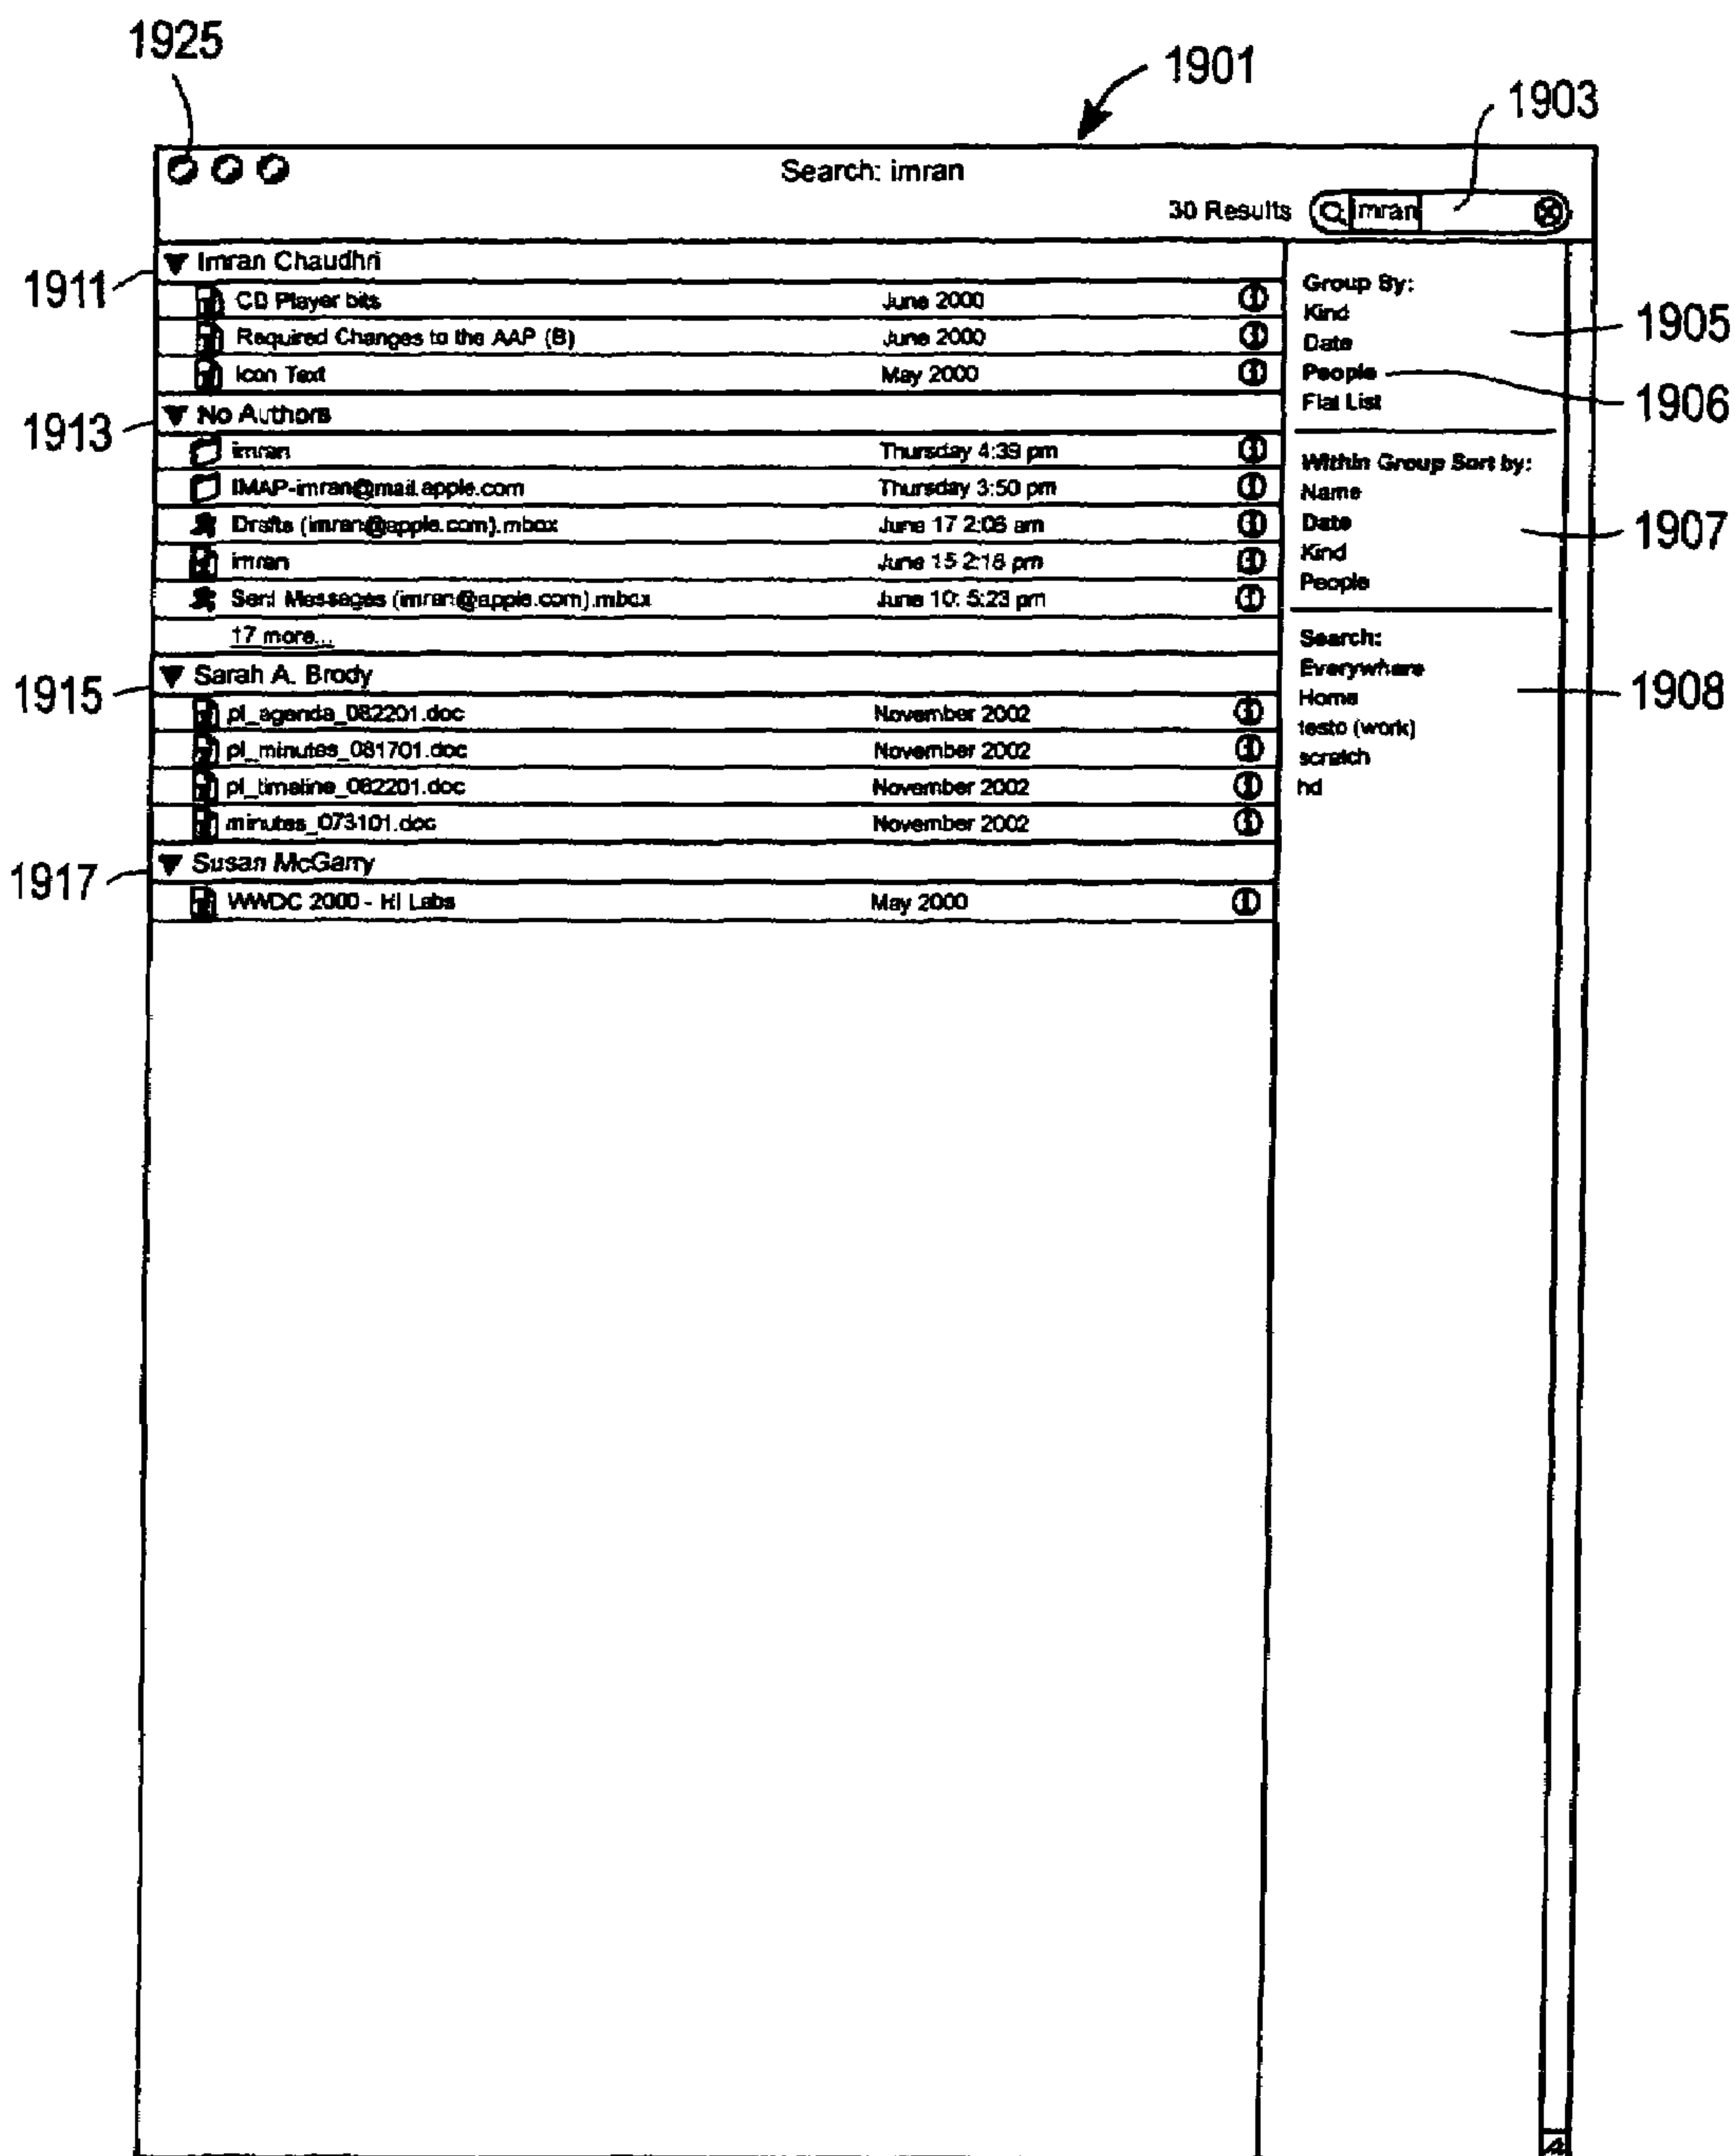 1925
1901
1903
Search: imran
30 Results imran
1911
Imran Chaudhri
CD Player bits June 2000
Required Changes to the AAP (B) June 2000
Icon Text May 2000
1913
No Authors
imran Thursday 4:39 pm
IMAP-imran@mail.apple.com Thursday 3:50 pm
Drafts (imran@apple.com).mbox June 17 2:06 am
imran June 15 2:18 pm
Sent Messages (imran@apple.com).mbox June 10: 5:23 pm
17 more...
1915
Sarah A. Brody
pl_agenda_082201.doc November 2002
pl_minutes_081701.doc November 2002
pl_timeline_082201.doc November 2002
minutes_073101.doc November 2002
1917
Susan McGarry
WWDC 2000 - HI Labs May 2000
Group By:
Kind
Date
People
Flat List
1905
1906
Within Group Sort by:
Name
Date
Kind
People
1907
Search:
Everywhere
Home
testo (work)
scratch
hd
1908